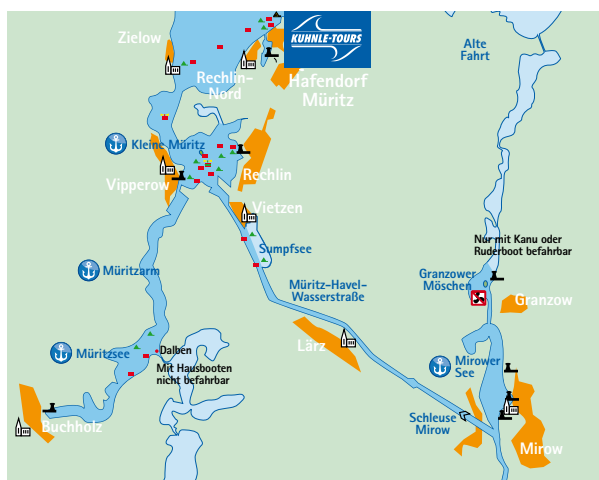 KUHNLE-TOURS
Zielow
Alte
Fahrt
Rechlin-
Nord
Hafendorf
Müritz
Kleine Müritz
Rechlin
Vipperow
Vietzen
Sumpfsee
Nur mit Kanu oder
Ruderboot befahrbar
Müritzarm
Müritz-Havel-
Wasserstraße
Granzower
Möschen
Granzow
Lärz
Müritzsee
Dalben
Mit Hausbooten
nicht befahrbar
Mirower
See
Buchholz
Schleuse
Mirow
Mirow